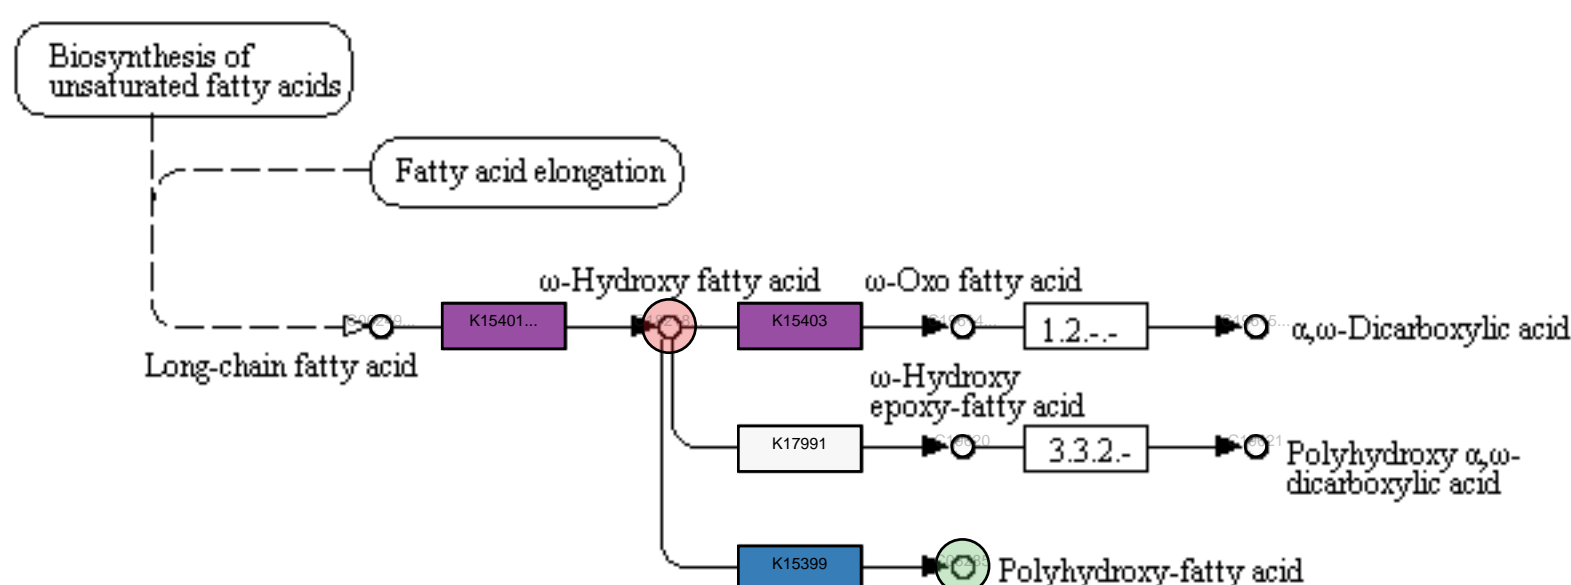 Biosynthesis of
unsaturated fatty acids
Fatty acid elongation
ω-Hydroxy fatty acid
ω-Oxo fatty acid
K15401...
K15403
1.2.-.-
α,ω-Dicarboxylic acid
Long-chain fatty acid
ω-Hydroxy
epoxy-fatty acid
K17991
3.3.2.-
Polyhydroxy α,ω-
dicarboxylic acid
K15399
Polyhydroxy-fatty acid